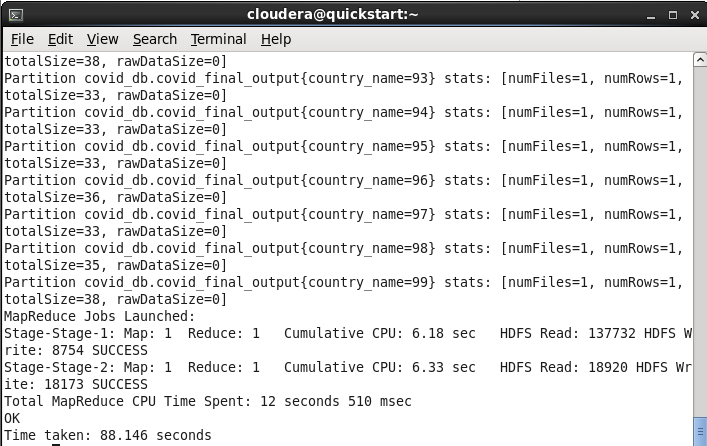 cloudera@quickstart:~
File Edit View Search Terminal Help
totalSize=38, rawDataSize=0]
Partition covid_db.covid_final_output{country_name=93} stats: [numFiles=1, numRows=1,
totalSize=33, rawDataSize=0]
Partition covid_db.covid_final_output{country_name=94} stats: [numFiles=1, numRows=1,
totalSize=33, rawDataSize=0]
Partition covid_db.covid_final_output{country_name=95} stats: [numFiles=1, numRows=1,
totalSize=33, rawDataSize=0]
Partition covid_db.covid_final_output{country_name=96} stats: [numFiles=1, numRows=1,
totalSize=36, rawDataSize=0]
Partition covid_db.covid_final_output{country_name=97} stats: [numFiles=1, numRows=1,
totalSize=33, rawDataSize=0]
Partition covid_db.covid_final_output{country_name=98} stats: [numFiles=1, numRows=1,
totalSize=35, rawDataSize=0]
Partition covid_db.covid_final_output{country_name=99} stats: [numFiles=1, numRows=1,
totalSize=38, rawDataSize=0]
MapReduce Jobs Launched:
Stage-Stage-1: Map: 1  Reduce: 1   Cumulative CPU: 6.18 sec   HDFS Read: 137732 HDFS W
rite: 8754 SUCCESS
Stage-Stage-2: Map: 1  Reduce: 1   Cumulative CPU: 6.33 sec   HDFS Read: 18920 HDFS Wr
ite: 18173 SUCCESS
Total MapReduce CPU Time Spent: 12 seconds 510 msec
OK
Time taken: 88.146 seconds